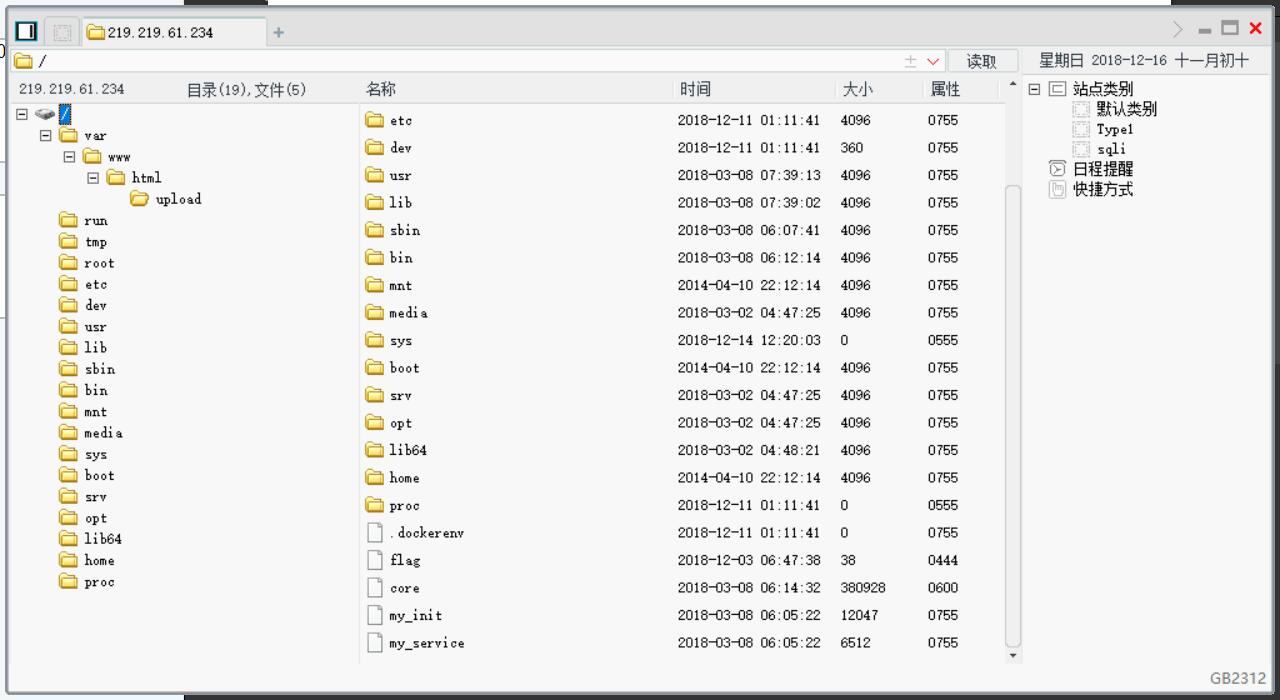 219.219.61.234
/
读取
星期日 2018-12-16 十一月初十
219.219.61.234 目录(19),文件(5)
/
var
www
html
upload
run
tmp
root
etc
dev
usr
lib
sbin
bin
mnt
media
sys
boot
srv
opt
lib64
home
proc
名称 时间 大小 属性
etc 2018-12-11 01:11:41 4096 0755
dev 2018-12-11 01:11:41 360 0755
usr 2018-03-08 07:39:13 4096 0755
lib 2018-03-08 07:39:02 4096 0755
sbin 2018-03-08 06:07:41 4096 0755
bin 2018-03-08 06:12:14 4096 0755
mnt 2014-04-10 22:12:14 4096 0755
media 2018-03-02 04:47:25 4096 0755
sys 2018-12-14 12:20:03 0 0555
boot 2014-04-10 22:12:14 4096 0755
srv 2018-03-02 04:47:25 4096 0755
opt 2018-03-02 04:47:25 4096 0755
lib64 2018-03-02 04:48:21 4096 0755
home 2014-04-10 22:12:14 4096 0755
proc 2018-12-11 01:11:41 0 0555
.dockerenv 2018-12-11 01:11:41 0 0755
flag 2018-12-03 06:47:38 38 0444
core 2018-03-08 06:14:32 380928 0600
my_init 2018-03-08 06:05:22 12047 0755
my_service 2018-03-08 06:05:22 6512 0755
站点类别
默认类别
Type1
sqli
日程提醒
快捷方式
GB2312